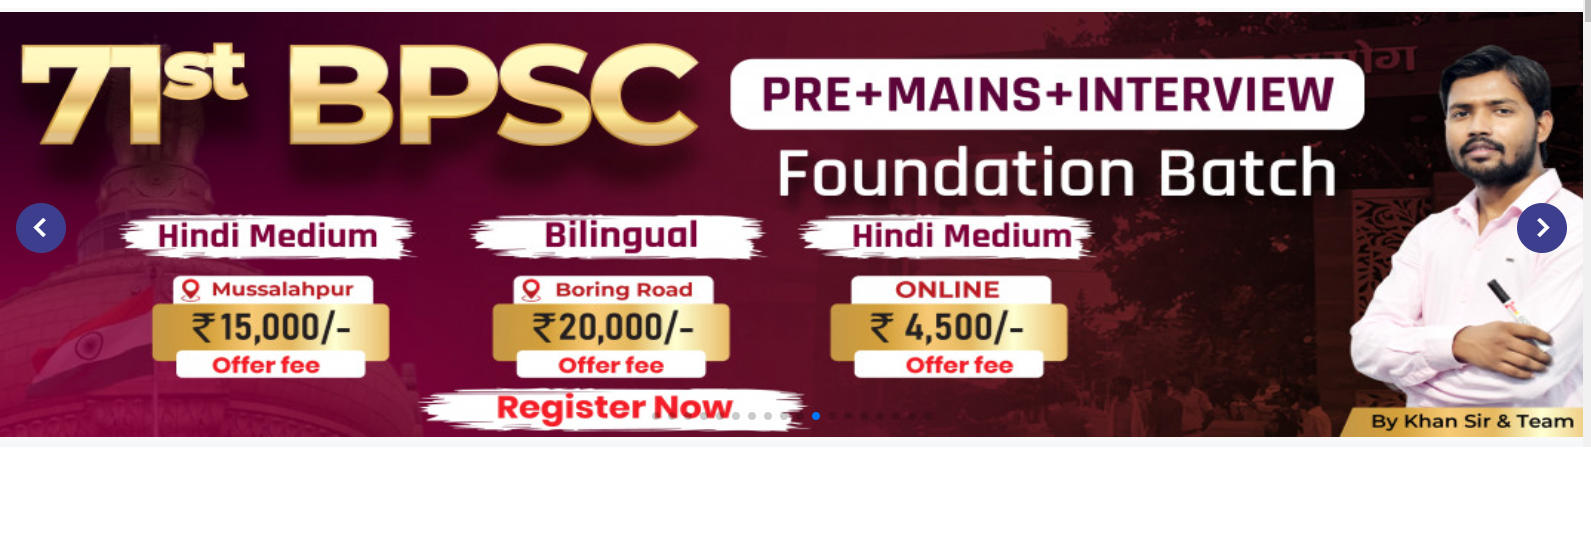 71st BPSC
PRE+MAINS+INTERVIEW
Foundation Batch
Hindi Medium
Mussalahpur
₹15,000/-
Offer fee
Bilingual
Boring Road
₹20,000/-
Offer fee
Hindi Medium
ONLINE
₹ 4,500/-
Offer fee
Register Now
By Khan Sir & Team